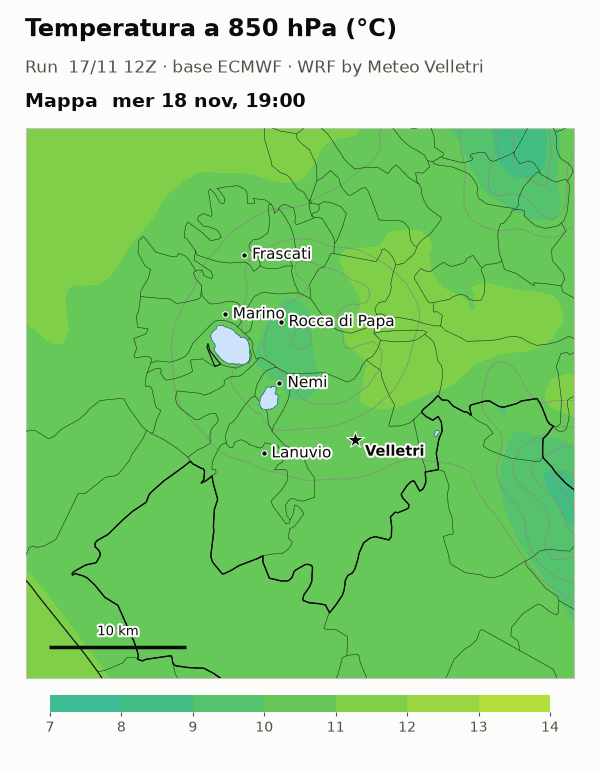 Temperatura a 850 hPa (°C)
Run  17/11 12Z · base ECMWF · WRF by Meteo Velletri
Mappa  mer 18 nov, 19:00
Frascati
Marino
Rocca di Papa
Nemi
Velletri
Lanuvio
10 km
7 8 9 10 11 12 13 14